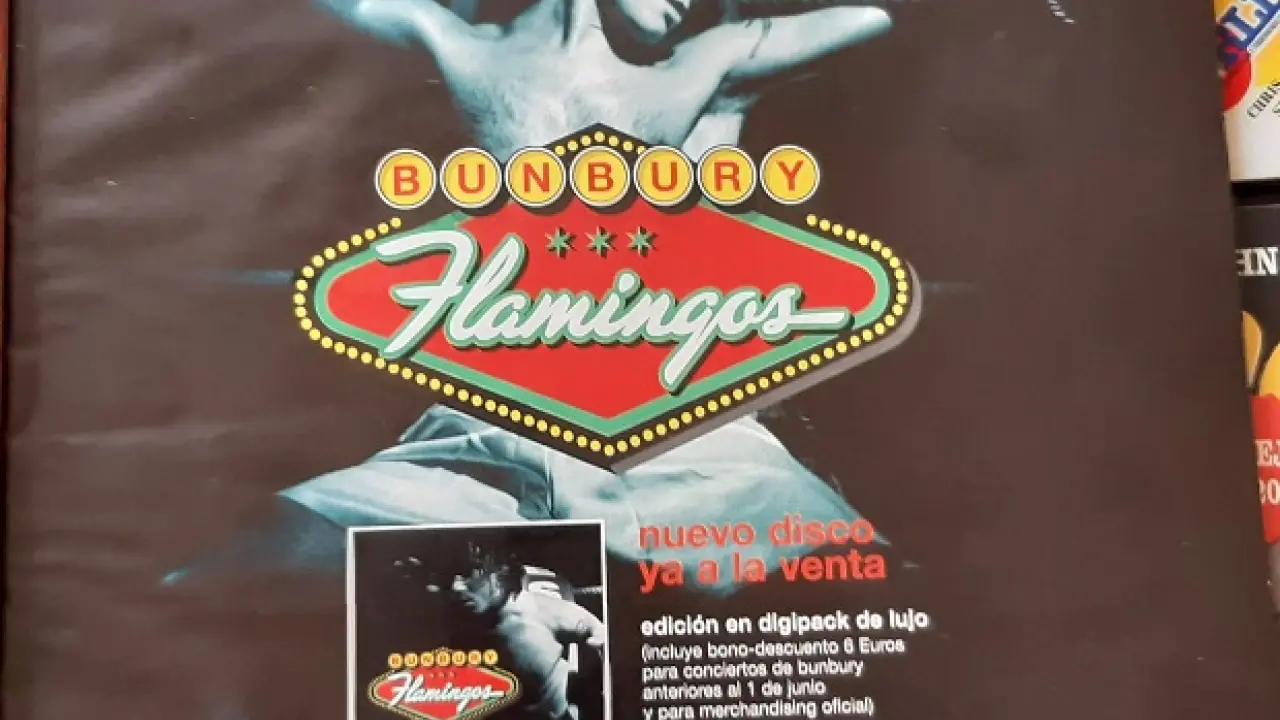 BUNBURY
Flamingos
nuevo disco
ya a la venta
edición en digipack de lujo
(incluye bono-descuento 6 Euros
para conciertos de bunbury
anteriores al 1 de junio
y para merchandising oficial)
BUNBURY
Flamingos
CHRIS